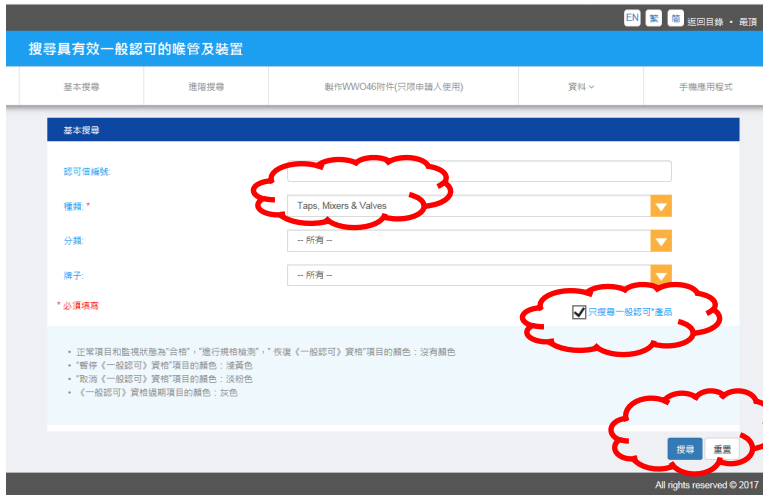 EN 繁 簡 返回目錄 · 最頂
搜尋具有效一般認可的喉管及裝置
基本搜尋 進階搜尋 製作WWO46附件(只限申請人使用) 資料 手機應用程式
基本搜尋
認可信編號:
種類: * Taps, Mixers & Valves
分類: -- 所有 --
牌子: -- 所有 --
* 必須填寫 只搜尋一般認可*產品
• 正常項目和監視狀態為"合格"，"進行規格檢測"，" 恢復《一般認可》資格"項目的顏色 : 沒有顏色
• "暫停《一般認可》資格"項目的顏色 : 淺黃色
• "取消《一般認可》資格"項目的顏色 : 淡粉色
• 《一般認可》資格過期項目的顏色 : 灰色
搜尋 重置
All rights reserved © 2017